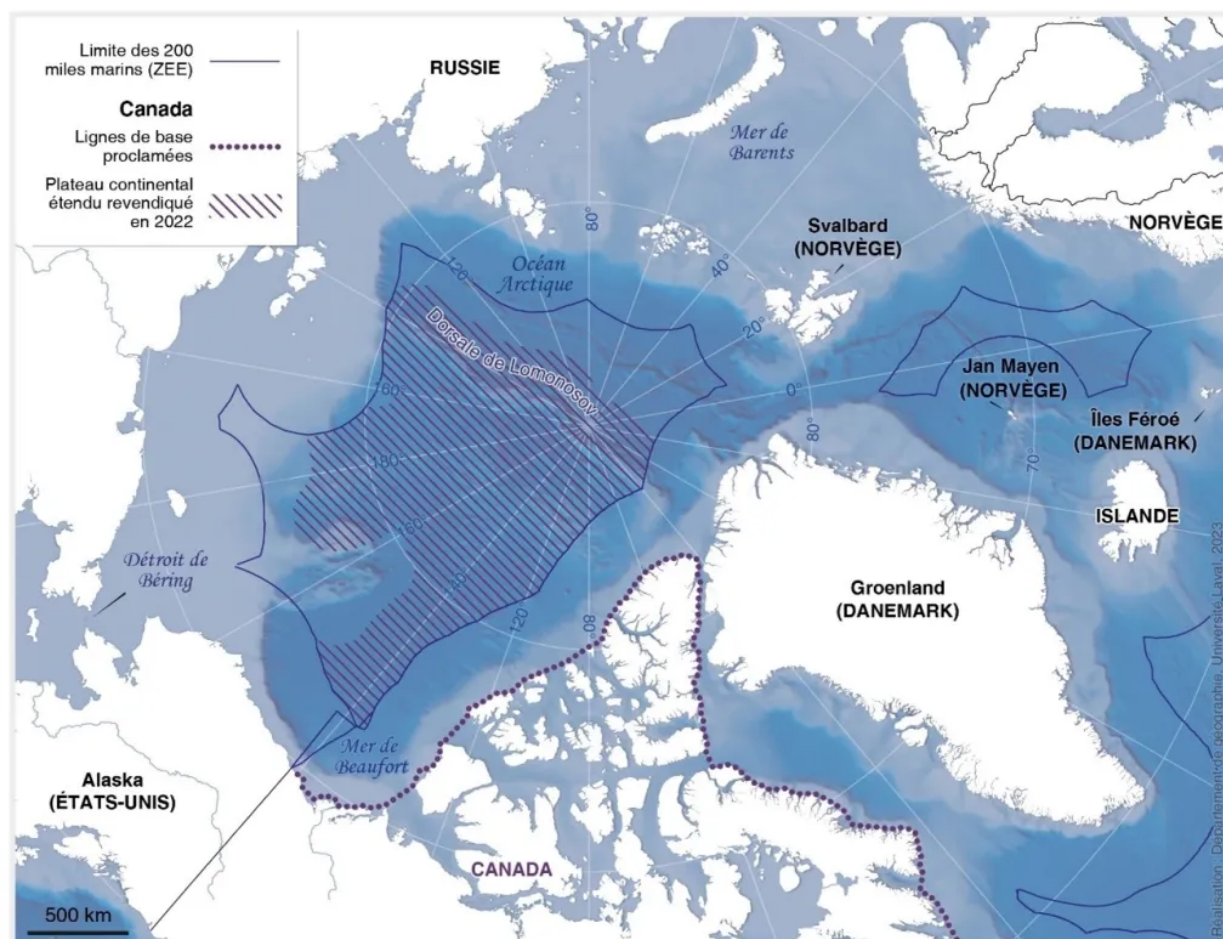 Limite des 200
miles marins (ZEE)
Canada
Lignes de base
proclamées
Plateau continental
étendu revendiqué
en 2022
RUSSIE
Mer de
Barents
Svalbard
(NORVÈGE)
NORVÈGE
Océan
Arctique
80°
40°
120°
20°
Dorsale de Lomonosov
0°
80°
Jan Mayen
(NORVÈGE)
Îles Féroé
(DANEMARK)
70°
160°
180°
160°
ISLANDE
Détroit de
Béring
Groenland
(DANEMARK)
120
80°
Mer de
Beaufort
Alaska
(ÉTATS-UNIS)
CANADA
500 km
Réalisation: Département de géographie, Université Laval, 2023